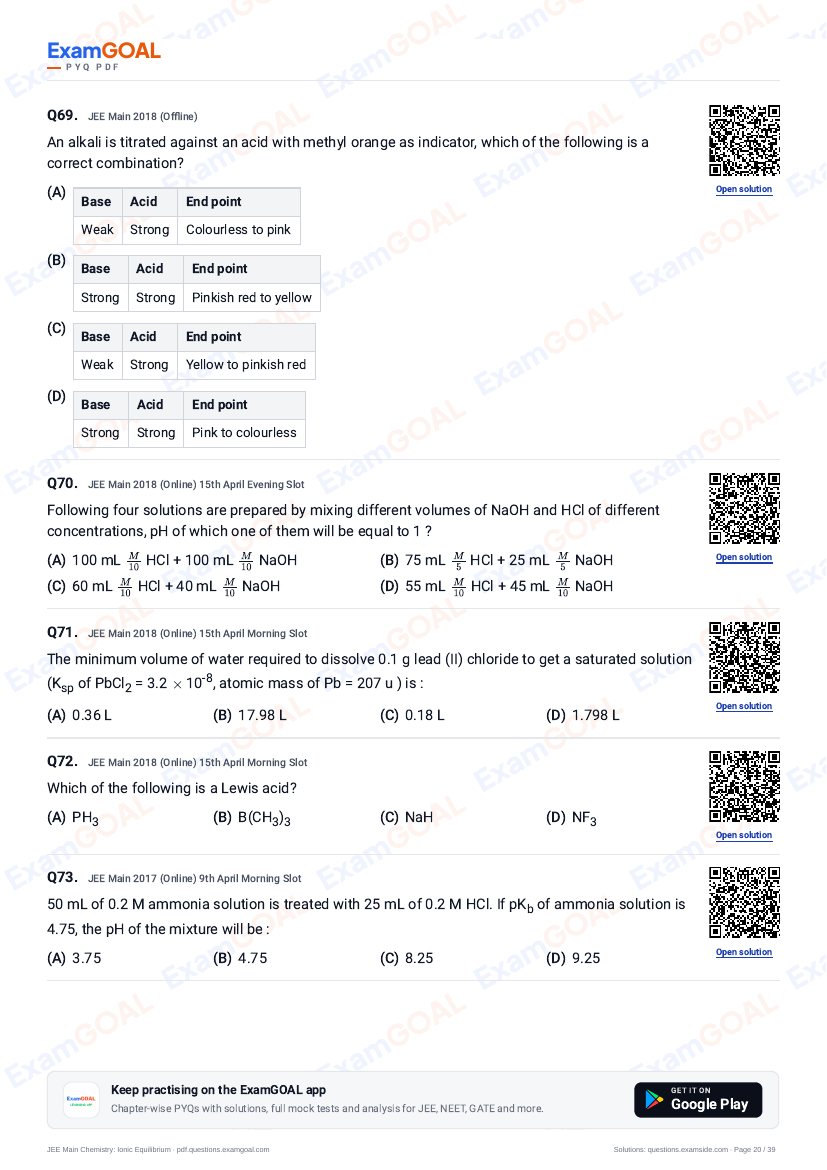 ExamGOAL
PYQ PDF
Q69. JEE Main 2018 (Offline)
An alkali is titrated against an acid with methyl orange as indicator, which of the following is a
correct combination?
Open solution
(A)
Base Acid End point
Weak Strong Colourless to pink
(B)
Base Acid End point
Strong Strong Pinkish red to yellow
(C)
Base Acid End point
Weak Strong Yellow to pinkish red
(D)
Base Acid End point
Strong Strong Pink to colourless
Q70. JEE Main 2018 (Online) 15th April Evening Slot
Following four solutions are prepared by mixing different volumes of NaOH and HCl of different
concentrations, pH of which one of them will be equal to 1 ?
Open solution
(A) 100 mL M/10 HCl + 100 mL M/10 NaOH (B) 75 mL M/5 HCl + 25 mL M/5 NaOH
(C) 60 mL M/10 HCl + 40 mL M/10 NaOH (D) 55 mL M/10 HCl + 45 mL M/10 NaOH
Q71. JEE Main 2018 (Online) 15th April Morning Slot
The minimum volume of water required to dissolve 0.1 g lead (II) chloride to get a saturated solution
(Ksp of PbCl2 = 3.2 × 10-8, atomic mass of Pb = 207 u ) is :
Open solution
(A) 0.36 L (B) 17.98 L (C) 0.18 L (D) 1.798 L
Q72. JEE Main 2018 (Online) 15th April Morning Slot
Which of the following is a Lewis acid?
(A) PH3 (B) B(CH3)3 (C) NaH (D) NF3
Open solution
Q73. JEE Main 2017 (Online) 9th April Morning Slot
50 mL of 0.2 M ammonia solution is treated with 25 mL of 0.2 M HCl. If pKb of ammonia solution is
4.75, the pH of the mixture will be :
Open solution
(A) 3.75 (B) 4.75 (C) 8.25 (D) 9.25
ExamGOAL
Keep practising on the ExamGOAL app
Chapter-wise PYQs with solutions, full mock tests and analysis for JEE, NEET, GATE and more.
GET IT ON
Google Play
JEE Main Chemistry: Ionic Equilibrium · pdf.questions.examgoal.com
Solutions: questions.examside.com · Page 20 / 39